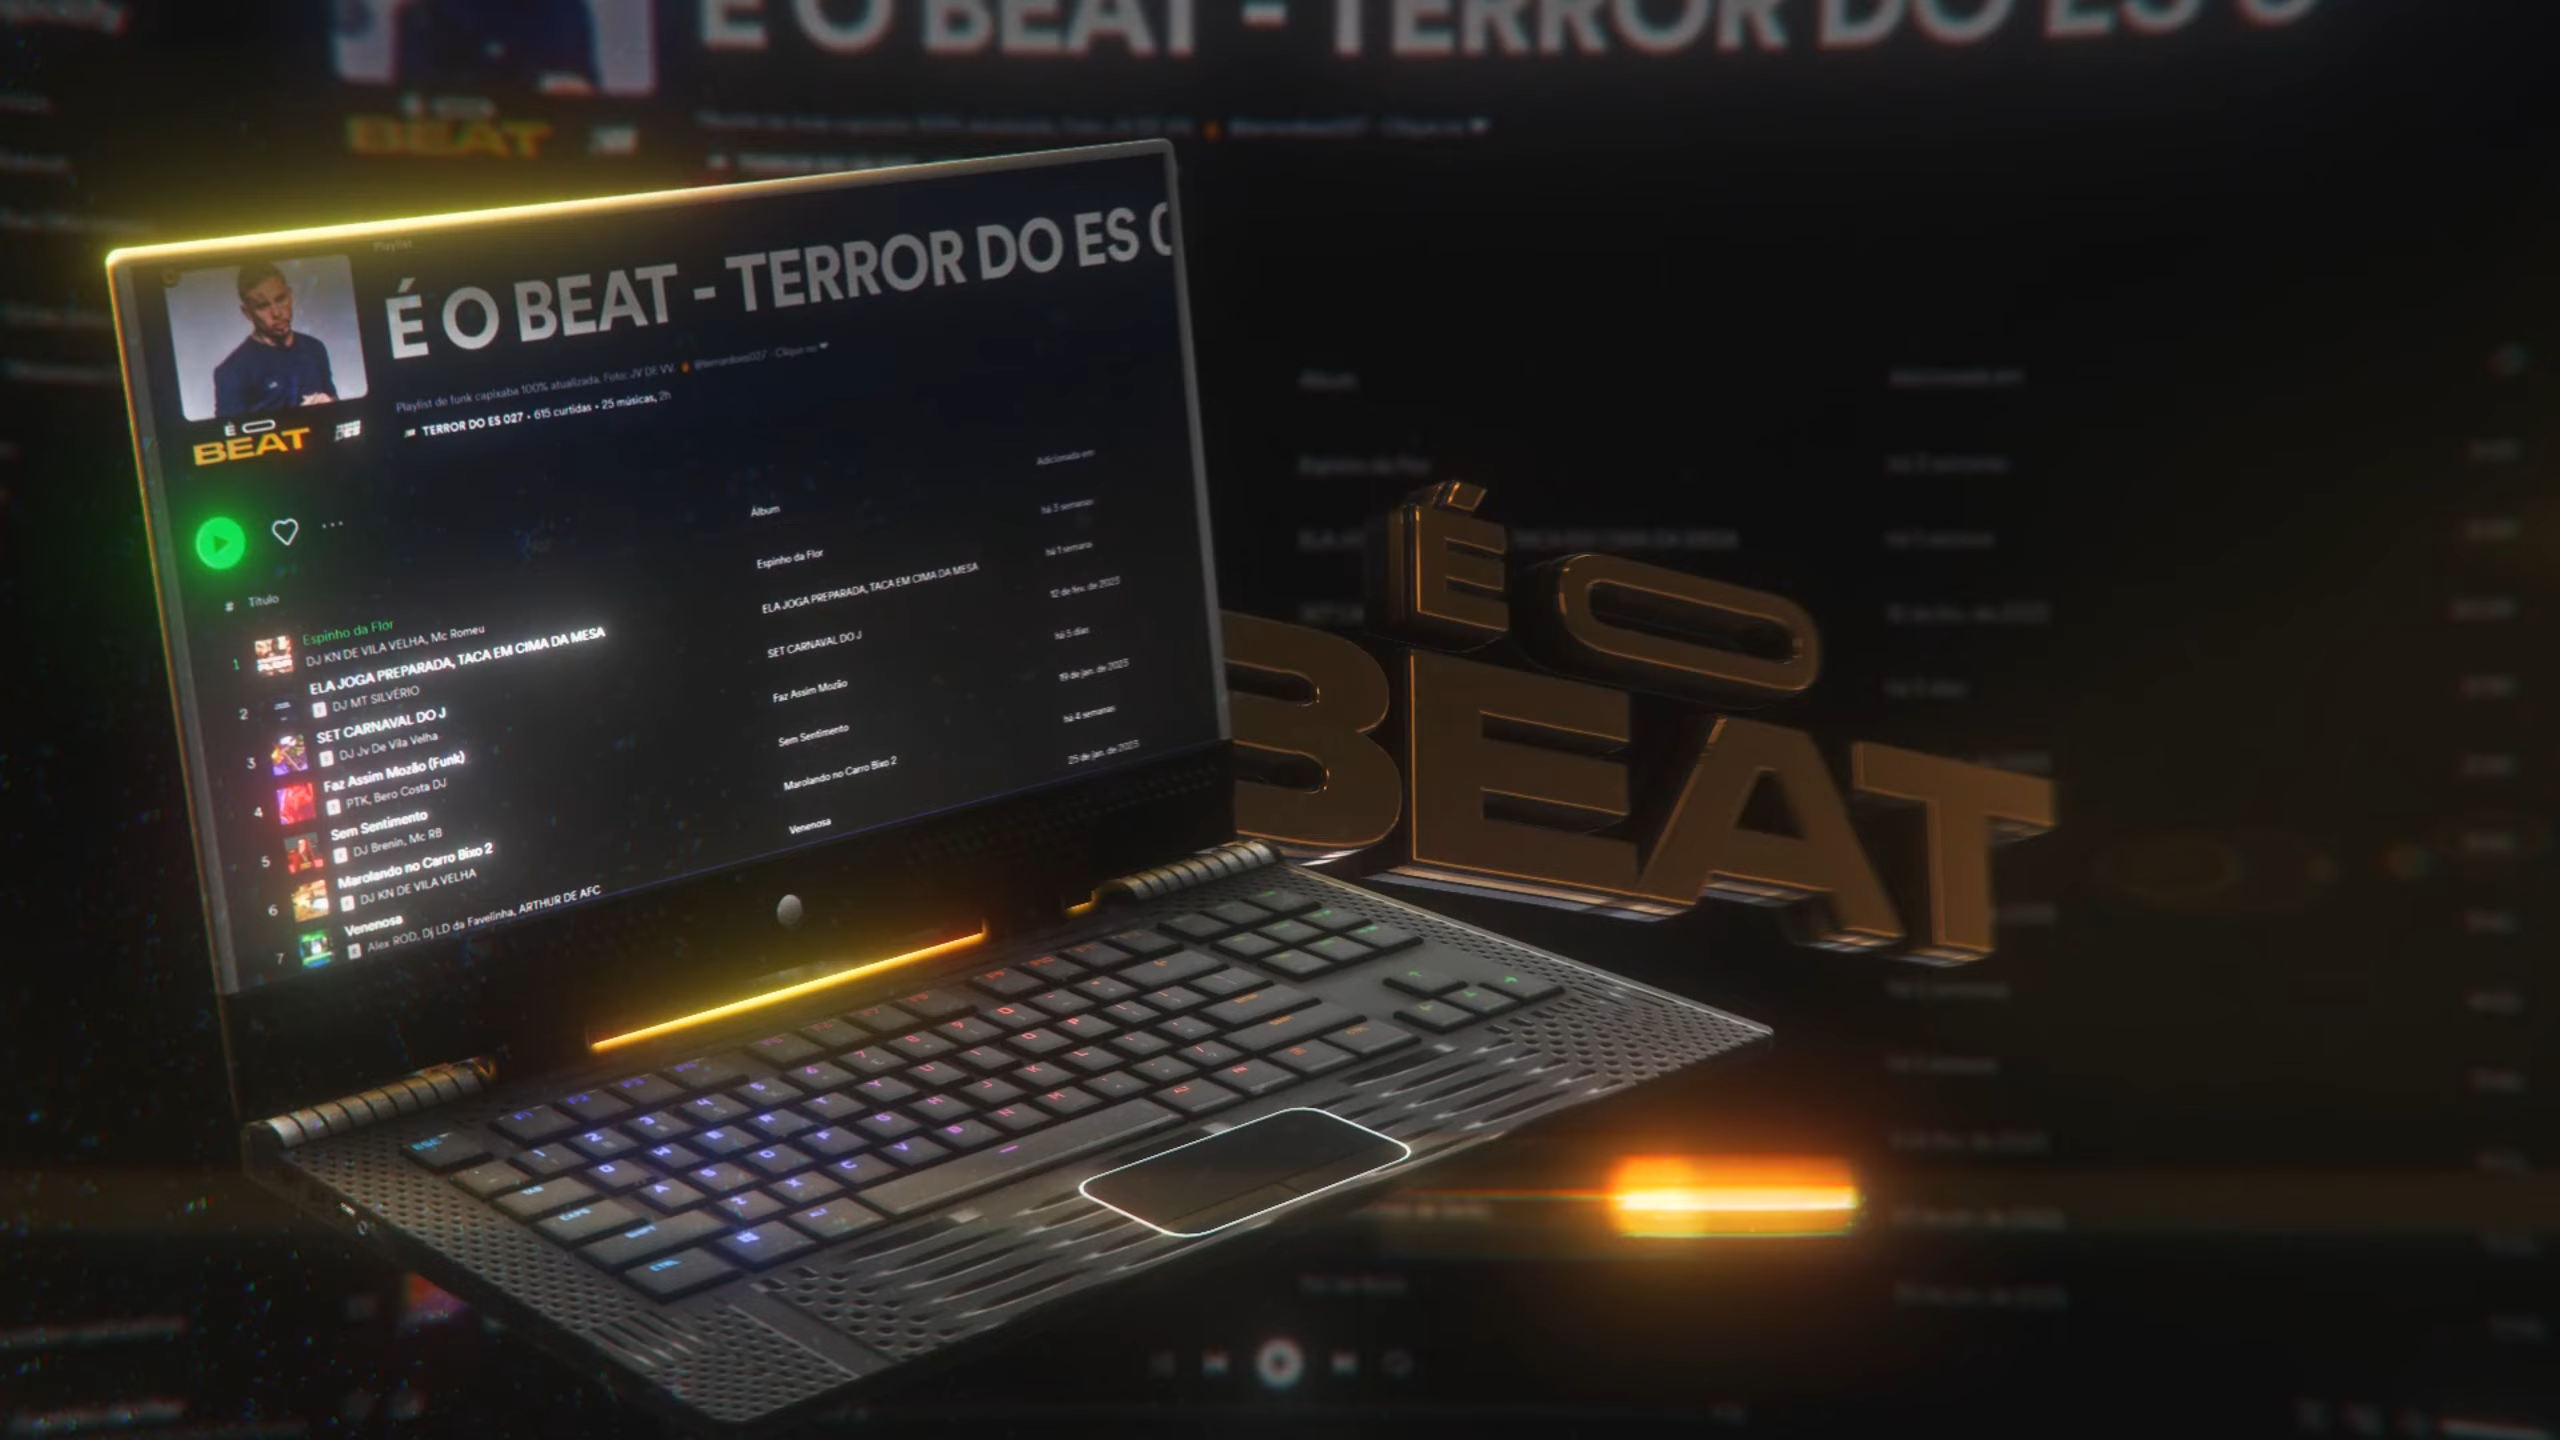 É O BEAT - TERROR DO ES 0
Playlist
É O BEAT - TERROR DO ES 0
Playlist de funk capixaba 100% atualizada. Foto: JV DE VV. @terrordoes027 - Clique no
TERROR DO ES 027 • 615 curtidas • 25 músicas, 2h
É O
BEAT
# Título
Álbum
Adicionada em
1 Espinho da Flor
DJ KN DE VILA VELHA, Mc Romeu
Espinho da Flor
há 3 semanas
2 ELA JOGA PREPARADA, TACA EM CIMA DA MESA
E DJ MT SILVÉRIO
ELA JOGA PREPARADA, TACA EM CIMA DA MESA
há 1 semana
3 SET CARNAVAL DO J
E DJ Jv De Vila Velha
SET CARNAVAL DO J
12 de fev. de 2023
4 Faz Assim Mozão (Funk)
E PTK, Bero Costa DJ
Faz Assim Mozão
há 5 dias
5 Sem Sentimento
E DJ Brenin, Mc RB
Sem Sentimento
19 de jan. de 2023
6 Marolando no Carro Bixo 2
E DJ KN DE VILA VELHA
Marolando no Carro Bixo 2
há 4 semanas
7 Venenosa
E Alex ROD, Dj LD da Favelinha, ARTHUR DE AFC
Venenosa
25 de jan. de 2023
É O
BEAT